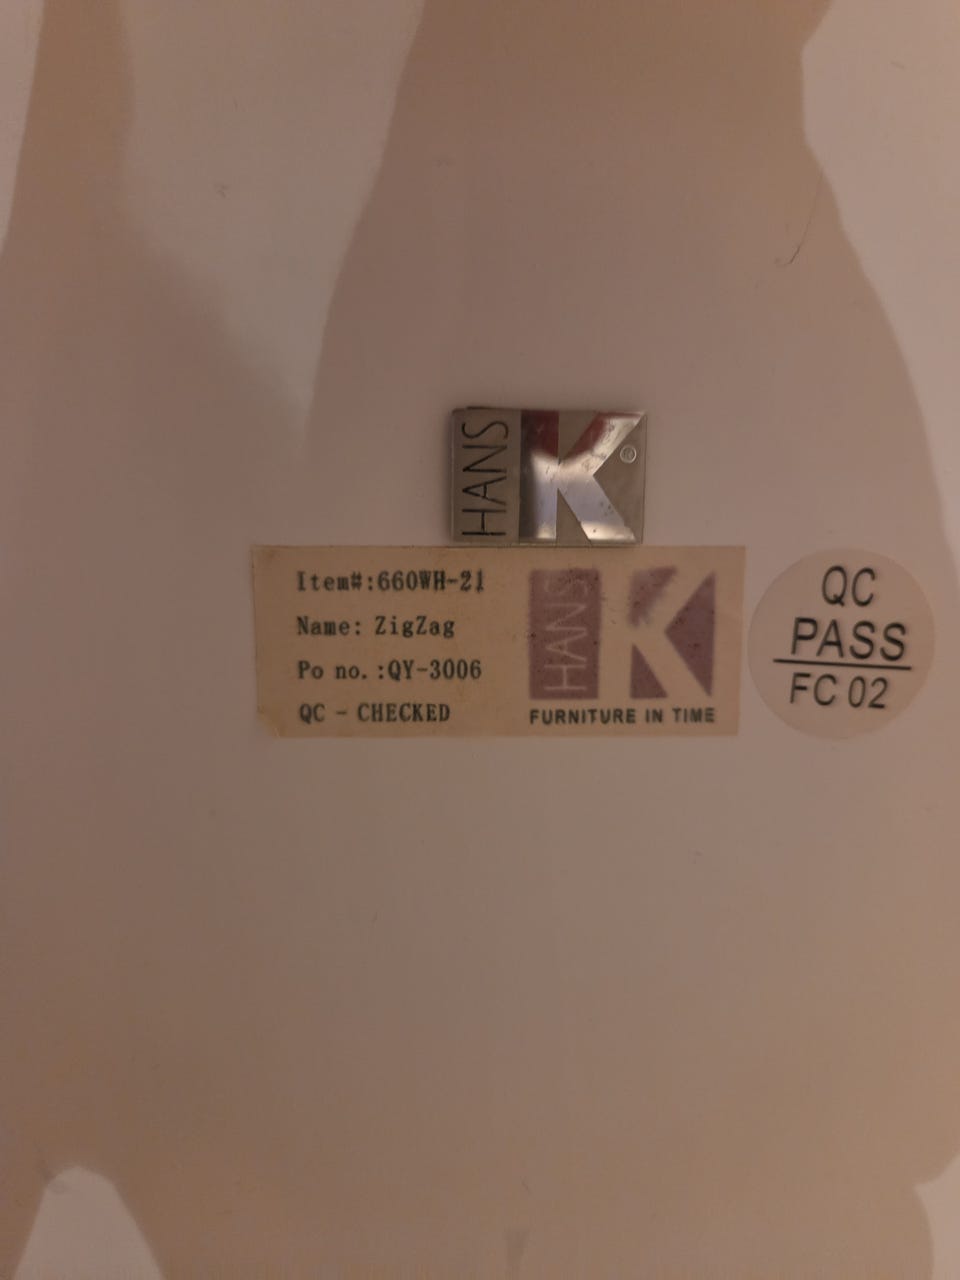 HANS K ®
Item#:660WH-21
Name: ZigZag
Po no.:QY-3006
QC - CHECKED
HANS K
FURNITURE IN TIME
QC
PASS
FC 02